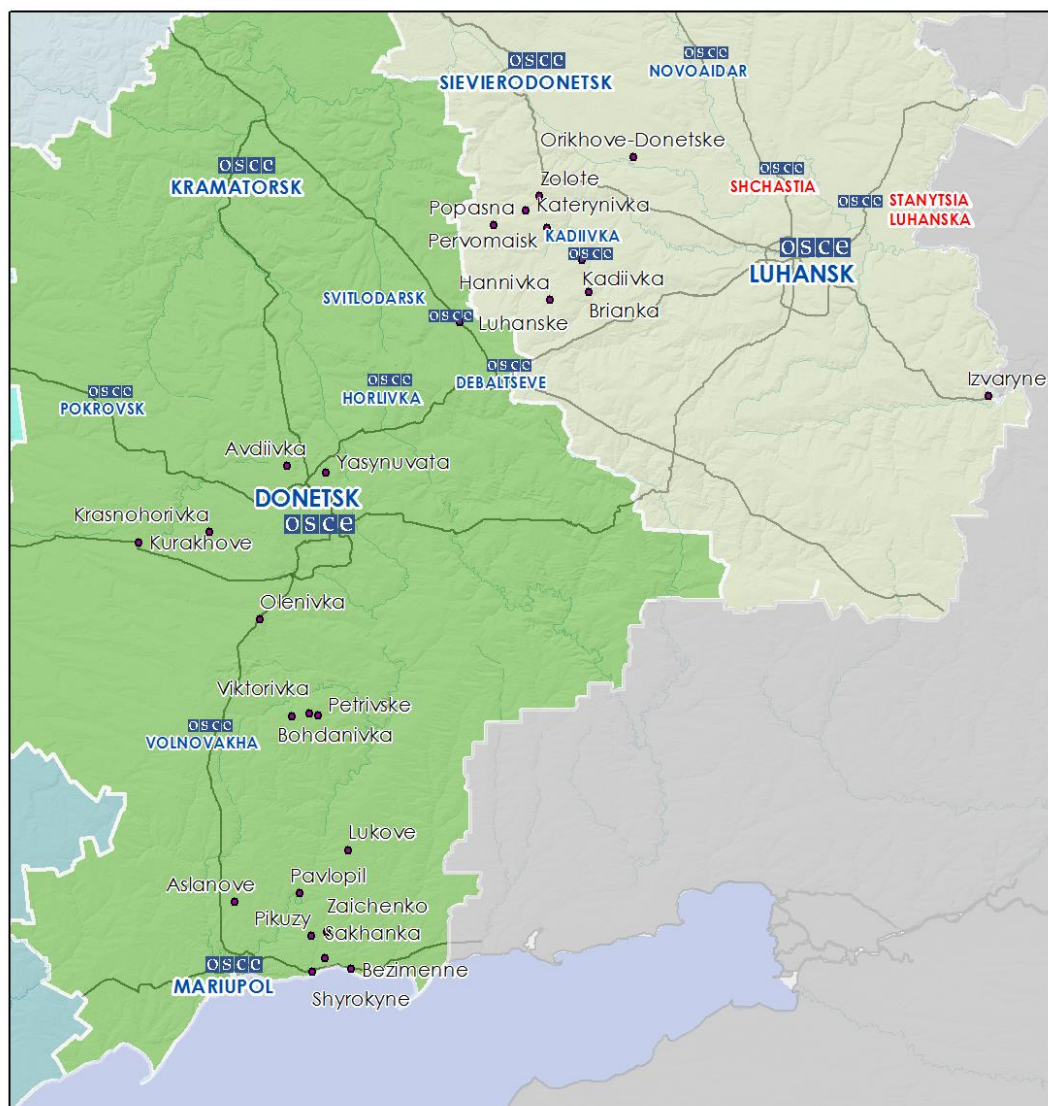 osce
SIEVIERODONETSK
osce
NOVOAIDAR
Orikhove-Donetske
osce
KRAMATORSK
osce
SHCHASTIA
osce
STANYTSIA
LUHANSKA
Zolote
Katerynivka
Popasna
Pervomaisk
KADIIVKA
osce
osce
LUHANSK
Kadiivka
Hannivka
Brianka
SVITLODARSK
osce
Luhanske
osce
DEBALTSEVE
osce
HORLIVKA
osce
POKROVSK
Izvaryne
Avdiivka
Yasynuvata
DONETSK
osce
Krasnohorivka
Kurakhove
Olenivka
Viktorivka
Petrivske
Bohdanivka
osce
VOLNOVAKHA
Lukove
Aslanove
Pavlopil
Zaichenko
Pikuzy
Sakhanka
osce
MARIUPOL
Bezimenne
Shyrokyne